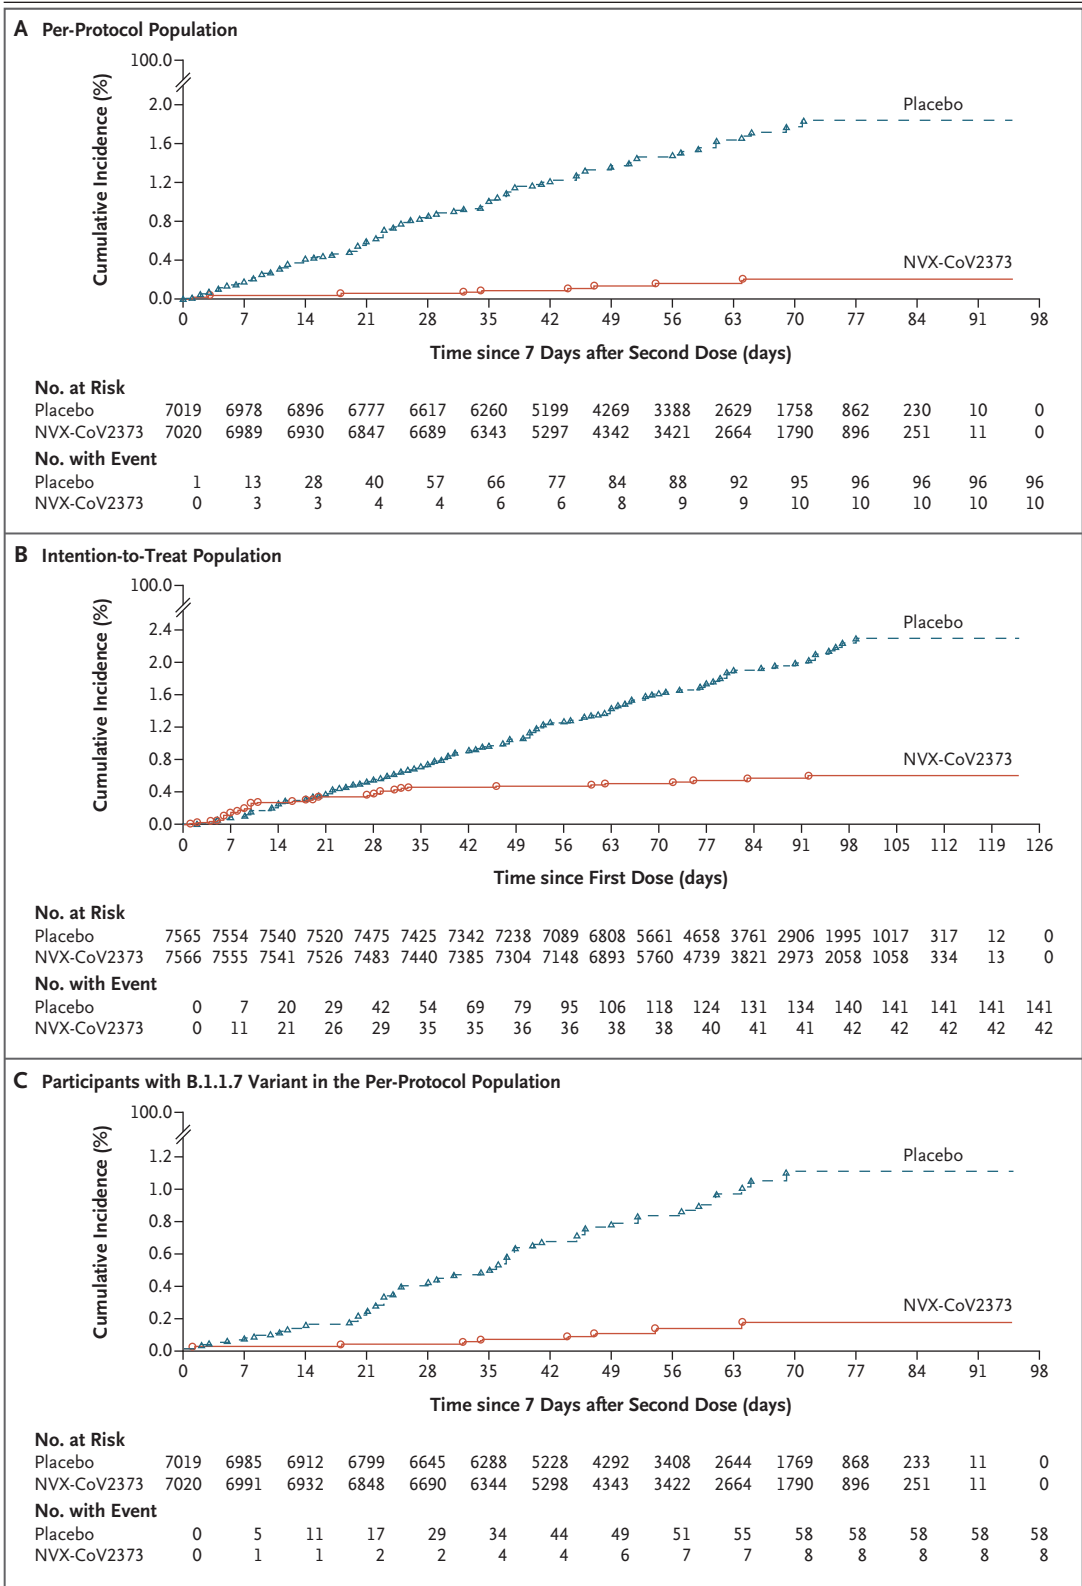 A Per-Protocol Population
100.0
2.0
1.6
1.2
0.8
0.4
0.0
Cumulative Incidence (%)
Placebo
NVX-CoV2373
0 7 14 21 28 35 42 49 56 63 70 77 84 91 98
Time since 7 Days after Second Dose (days)
No. at Risk
Placebo 7019 6978 6896 6777 6617 6260 5199 4269 3388 2629 1758 862 230 10 0
NVX-CoV2373 7020 6989 6930 6847 6689 6343 5297 4342 3421 2664 1790 896 251 11 0
No. with Event
Placebo 1 13 28 40 57 66 77 84 88 92 95 96 96 96 96
NVX-CoV2373 0 3 3 4 4 6 6 8 9 9 10 10 10 10 10
B Intention-to-Treat Population
100.0
2.4
2.0
1.6
1.2
0.8
0.4
0.0
Cumulative Incidence (%)
Placebo
NVX-CoV2373
0 7 14 21 28 35 42 49 56 63 70 77 84 91 98 105 112 119 126
Time since First Dose (days)
No. at Risk
Placebo 7565 7554 7540 7520 7475 7425 7342 7238 7089 6808 5661 4658 3761 2906 1995 1017 317 12 0
NVX-CoV2373 7566 7555 7541 7526 7483 7440 7385 7304 7148 6893 5760 4739 3821 2973 2058 1058 334 13 0
No. with Event
Placebo 0 7 20 29 42 54 69 79 95 106 118 124 131 134 140 141 141 141 141
NVX-CoV2373 0 11 21 26 29 35 35 36 36 38 38 40 41 41 42 42 42 42 42
C Participants with B.1.1.7 Variant in the Per-Protocol Population
100.0
1.2
1.0
0.8
0.6
0.4
0.2
0.0
Cumulative Incidence (%)
Placebo
NVX-CoV2373
0 7 14 21 28 35 42 49 56 63 70 77 84 91 98
Time since 7 Days after Second Dose (days)
No. at Risk
Placebo 7019 6985 6912 6799 6645 6288 5228 4292 3408 2644 1769 868 233 11 0
NVX-CoV2373 7020 6991 6932 6848 6690 6344 5298 4343 3422 2664 1790 896 251 11 0
No. with Event
Placebo 0 5 11 17 29 34 44 49 51 55 58 58 58 58 58
NVX-CoV2373 0 1 1 2 2 4 4 6 7 7 8 8 8 8 8